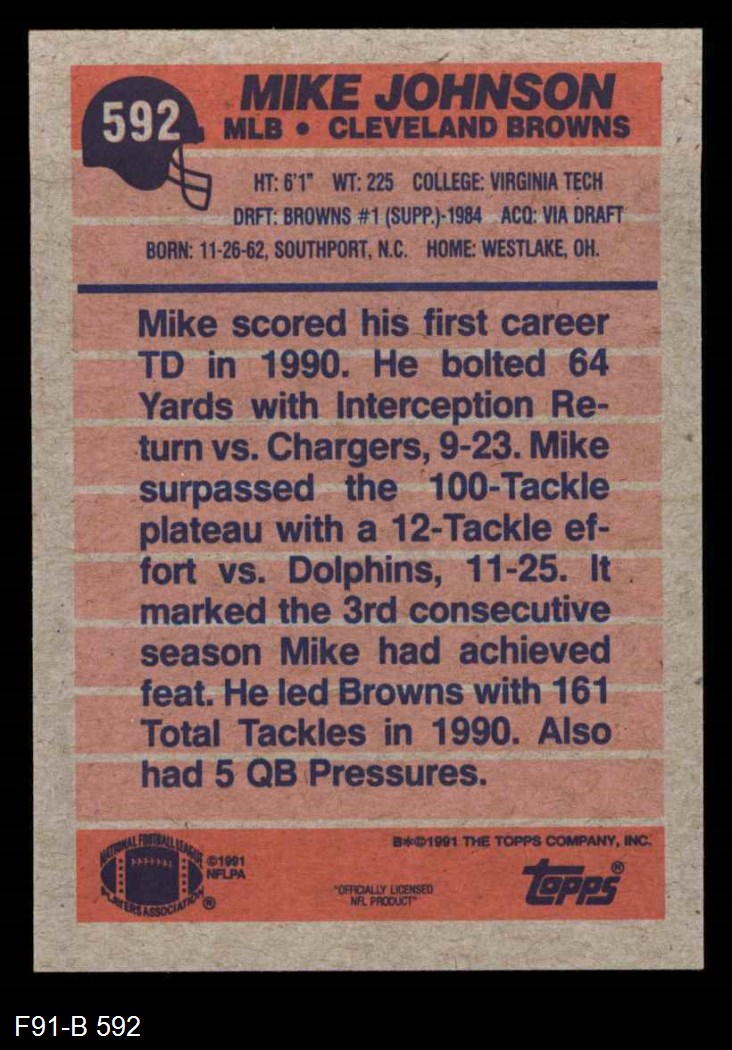 592
MIKE JOHNSON
MLB • CLEVELAND BROWNS
HT: 6'1" WT: 225 COLLEGE: VIRGINIA TECH
DRFT: BROWNS #1 (SUPP.)-1984 ACQ: VIA DRAFT
BORN: 11-26-62, SOUTHPORT, N.C. HOME: WESTLAKE, OH.
Mike scored his first career
TD in 1990. He bolted 64
Yards with Interception Re-
turn vs. Chargers, 9-23. Mike
surpassed the 100-Tackle
plateau with a 12-Tackle ef-
fort vs. Dolphins, 11-25. It
marked the 3rd consecutive
season Mike had achieved
feat. He led Browns with 161
Total Tackles in 1990. Also
had 5 QB Pressures.
NATIONAL FOOTBALL LEAGUE
PLAYERS ASSOCIATION ®
©1991
NFLPA
"OFFICIALLY LICENSED
NFL PRODUCT"
B*©1991 THE TOPPS COMPANY, INC.
topps®
F91-B 592